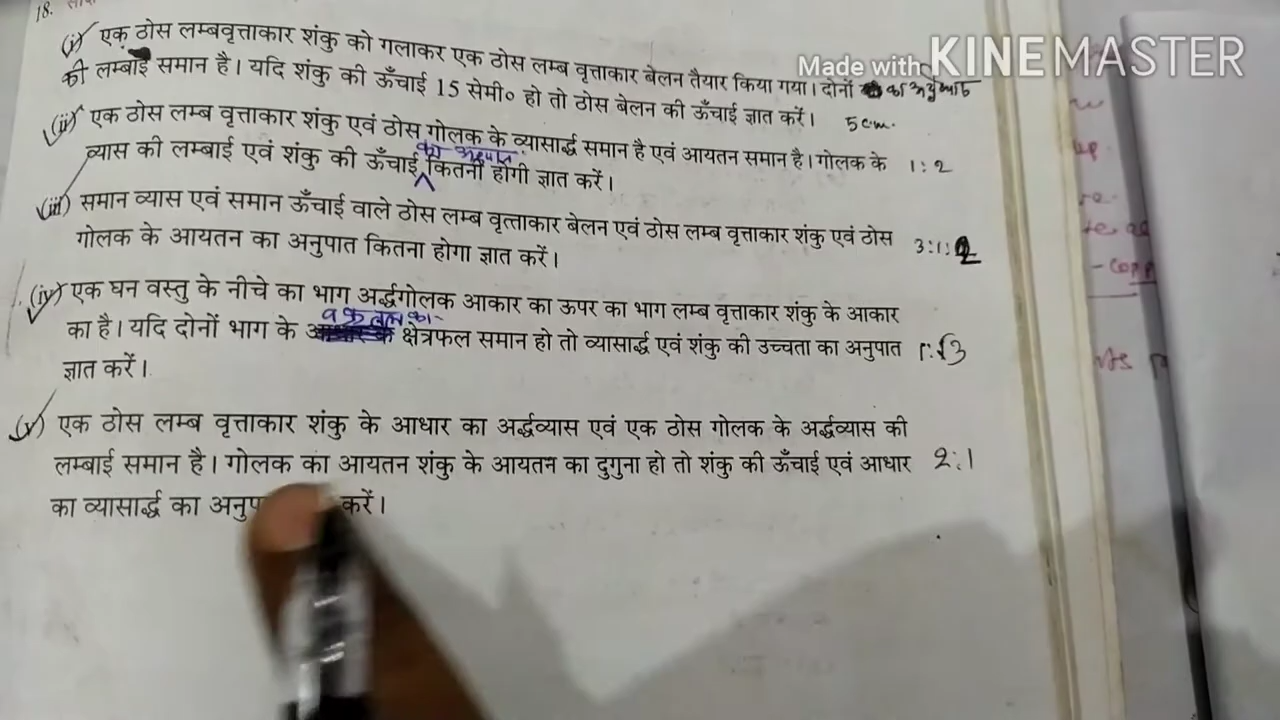 18.
Made with KINEMASTER
(i) एक ठोस लम्बवृत्ताकार शंकु को गलाकर एक ठोस लम्ब वृत्ताकार बेलन तैयार किया गया। दोनों
की लम्बाई समान है। यदि शंकु की ऊँचाई 15 सेमी० हो तो ठोस बेलन की ऊँचाई ज्ञात करें। 5 cm.
(ii) एक ठोस लम्ब वृत्ताकार शंकु एवं ठोस गोलक के व्यासार्द्ध समान है एवं आयतन समान है। गोलक के 1:2
का अनुपात
व्यास की लम्बाई एवं शंकु की ऊँचाई कितनी होगी ज्ञात करें।
(iii) समान व्यास एवं समान ऊँचाई वाले ठोस लम्ब वृत्ताकार बेलन एवं ठोस लम्ब वृत्ताकार शंकु एवं ठोस
गोलक के आयतन का अनुपात कितना होगा ज्ञात करें। 3:1:2
(iv) एक घन वस्तु के नीचे का भाग अर्द्धगोलक आकार का ऊपर का भाग लम्ब वृत्ताकार शंकु के आकार
वक्रतल का
का है। यदि दोनों भाग के क्षेत्रफल समान हो तो व्यासार्द्ध एवं शंकु की उच्चता का अनुपात 1:√3
ज्ञात करें।
(v) एक ठोस लम्ब वृत्ताकार शंकु के आधार का अर्द्धव्यास एवं एक ठोस गोलक के अर्द्धव्यास की
लम्बाई समान है। गोलक का आयतन शंकु के आयतन का दुगुना हो तो शंकु की ऊँचाई एवं आधार 2:1
का व्यासार्द्ध का करें।